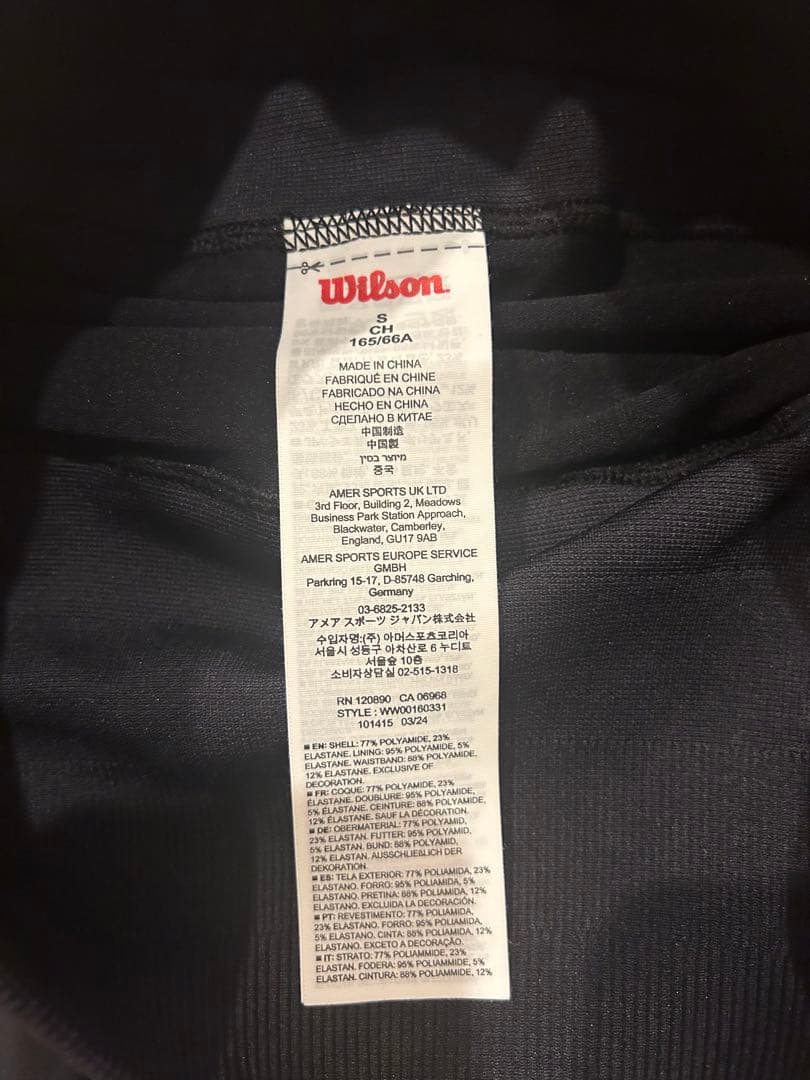 Wilson
S
CH
165/66A
MADE IN CHINA
FABRIQUÉ EN CHINE
FABRICADO NA CHINA
HECHO EN CHINA
СДЕЛАНО В КИТАЕ
中国制造
中国製
מיוצר בסין
중국
AMER SPORTS UK LTD
3rd Floor, Building 2, Meadows
Business Park Station Approach,
Blackwater, Camberley,
England, GU17 9AB
AMER SPORTS EUROPE SERVICE
GMBH
Parkring 15-17, D-85748 Garching,
Germany
03-6825-2133
アメア スポーツ ジャパン株式会社
수입자명:(주) 아머스포츠코리아
서울시 성동구 아차산로 6 누디트
서울숲 10층
소비자상담실 02-515-1318
RN 120890 CA 06968
STYLE : WW00160331
101415 03/24
■ EN: SHELL: 77% POLYAMIDE, 23%
ELASTANE. LINING: 95% POLYAMIDE, 5%
ELASTANE. WAISTBAND: 88% POLYAMIDE,
12% ELASTANE. EXCLUSIVE OF
DECORATION.
■ FR: COQUE: 77% POLYAMIDE, 23%
ÉLASTANE. DOUBLURE: 95% POLYAMIDE,
5% ÉLASTANE. CEINTURE: 88% POLYAMIDE,
12% ÉLASTANE. SAUF LA DÉCORATION.
■ DE: OBERMATERIAL: 77% POLYAMID,
23% ELASTAN. FUTTER: 95% POLYAMID,
5% ELASTAN. BUND: 88% POLYAMID,
12% ELASTAN. AUSSCHLIEßLICH DER
DEKORATION.
■ ES: TELA EXTERIOR: 77% POLIAMIDA, 23%
ELASTANO. FORRO: 95% POLIAMIDA, 5%
ELASTANO. PRETINA: 88% POLIAMIDA, 12%
ELASTANO. EXCLUIDA LA DECORACIÓN.
■ PT: REVESTIMENTO: 77% POLIAMIDA,
23% ELASTANO. FORRO: 95% POLIAMIDA,
5% ELASTANO. CINTA: 88% POLIAMIDA, 12%
ELASTANO. EXCETO A DECORAÇÃO.
■ IT: STRATO: 77% POLIAMMIDE, 23%
ELASTAN. FODERA: 95% POLIAMMIDE, 5%
ELASTAN. CINTURA: 88% POLIAMMIDE, 12%